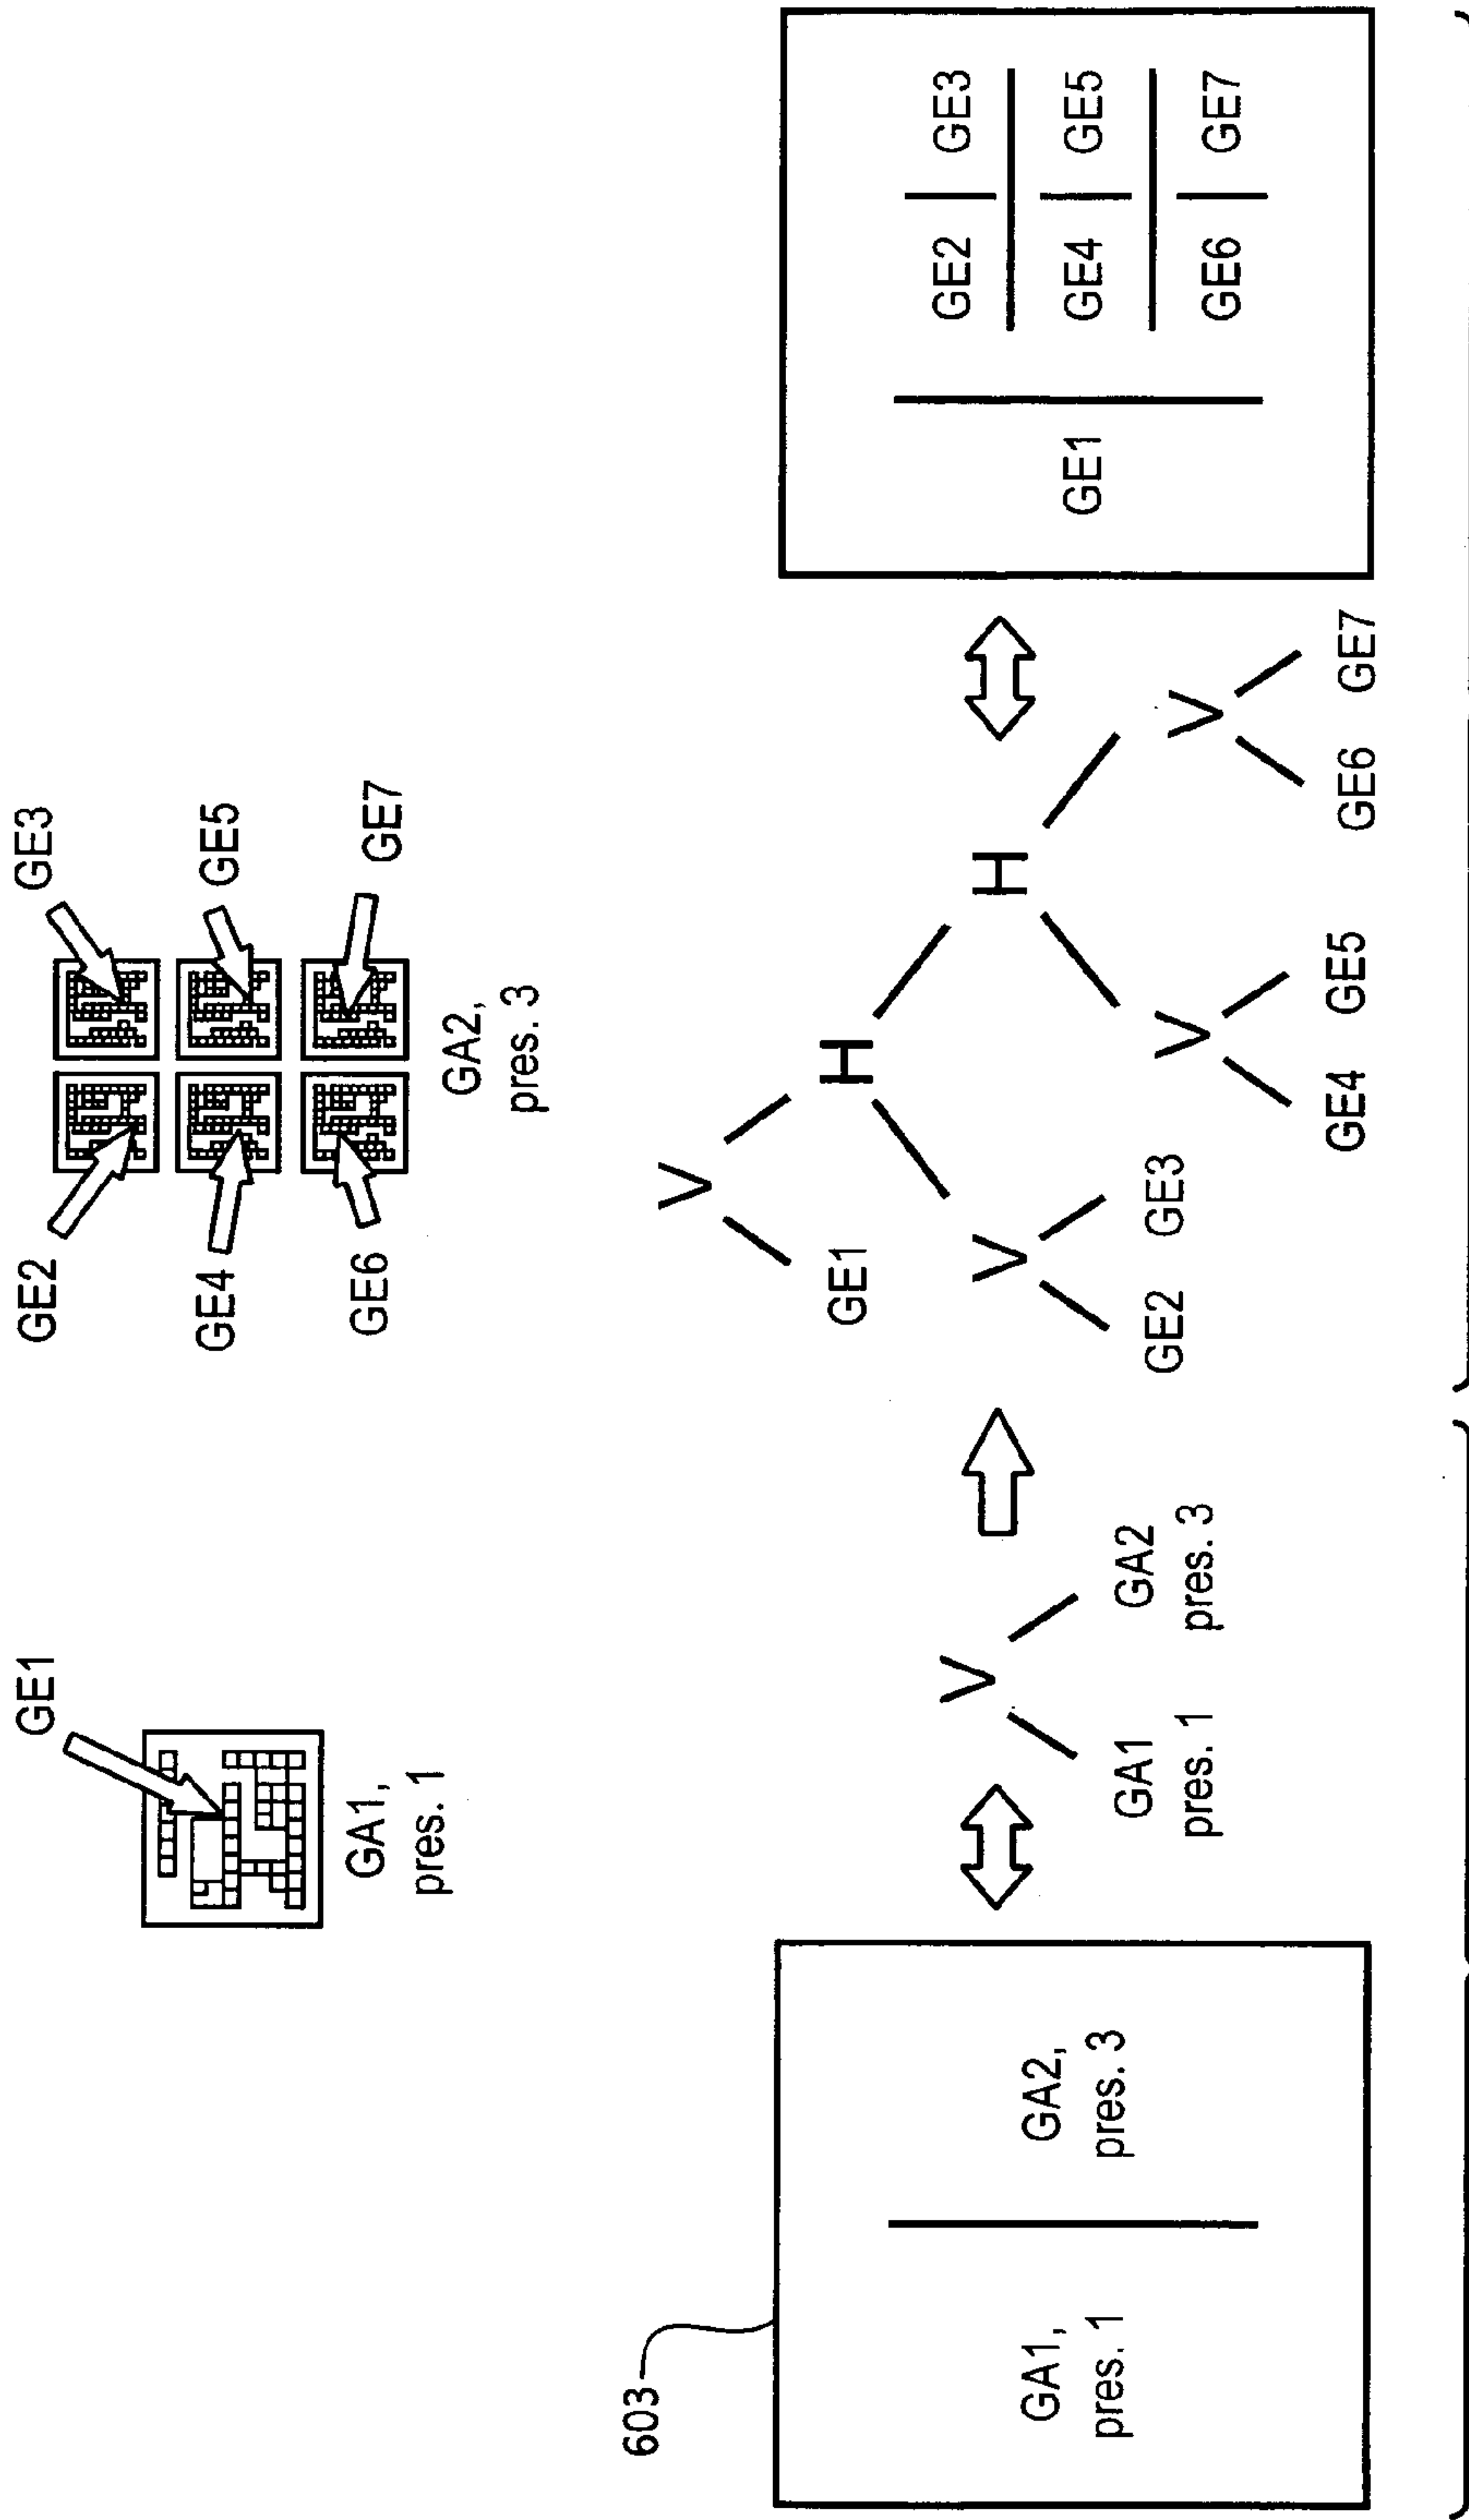 GE1
GA1,
pres. 1
GE2
GE3
GE4
GE5
GE6
GE7
GA2,
pres. 3
603
GA1,
pres. 1
GA2,
pres. 3
V
GA1
pres. 1
GA2
pres. 3
V
GE1
H
V
H
GE2 GE3
V
V
GE4 GE5
GE6 GE7
GE1
GE2 GE3
GE4 GE5
GE6 GE7